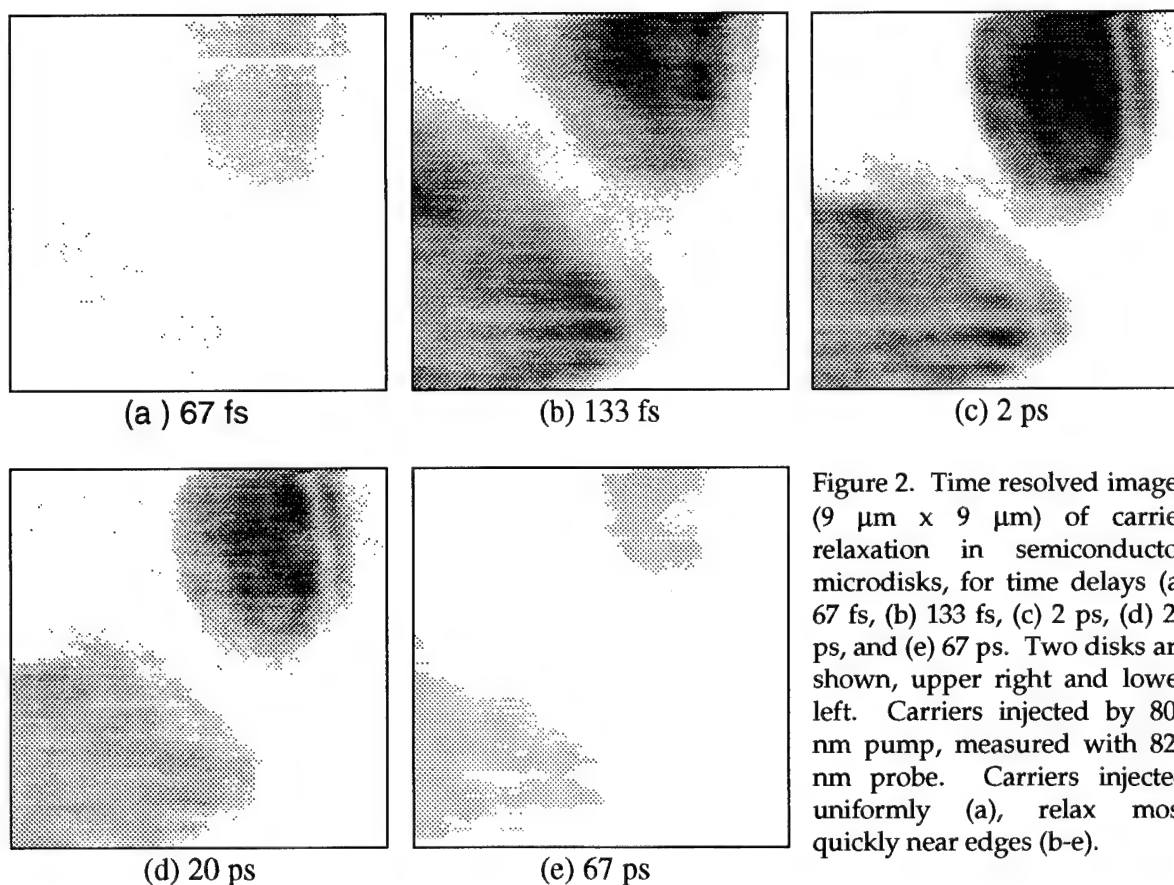 (a ) 67 fs
(b) 133 fs
(c) 2 ps
(d) 20 ps
(e) 67 ps
Figure 2. Time resolved image
(9 μm x 9 μm) of carrie
relaxation in semiconducto
microdisks, for time delays (a
67 fs, (b) 133 fs, (c) 2 ps, (d) 2
ps, and (e) 67 ps. Two disks ar
shown, upper right and lowe
left. Carriers injected by 80
nm pump, measured with 82
nm probe. Carriers injecte
uniformly (a), relax mos
quickly near edges (b-e).